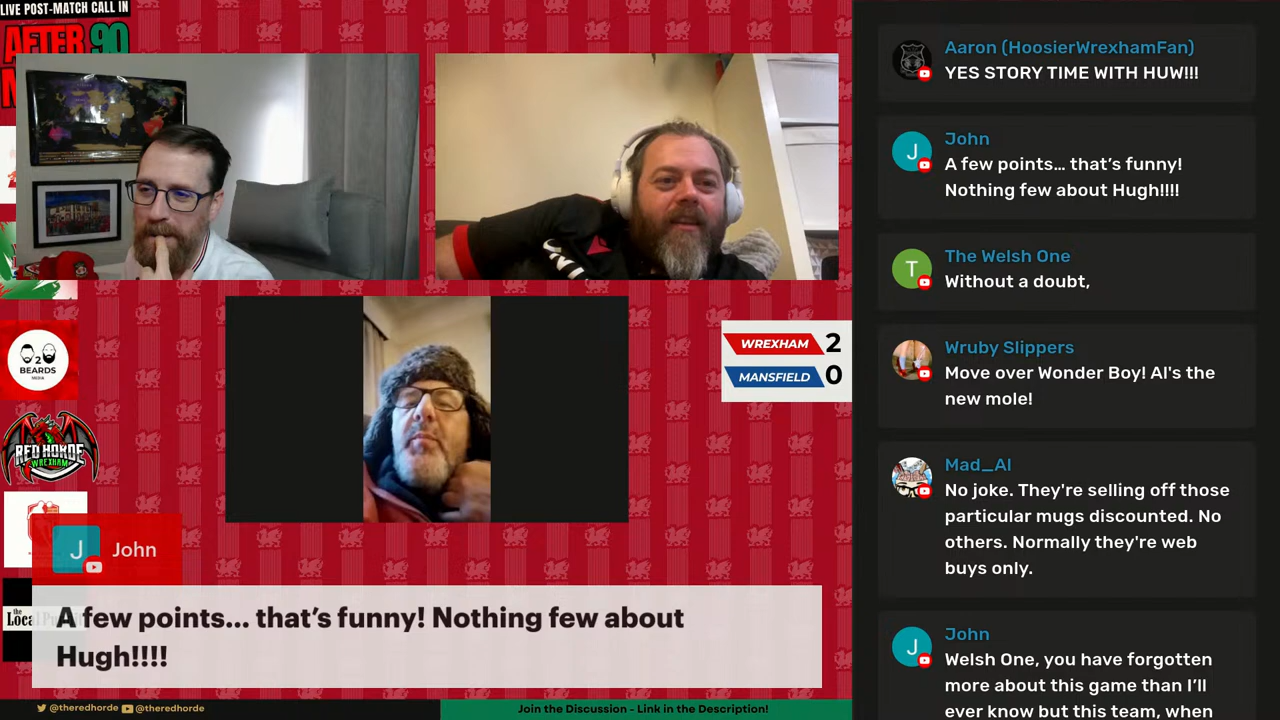 LIVE POST-MATCH CALL IN
AFTER 90
2
BEARDS
MEDIA
RED HORDE
WREXHAM
the
Local
WREXHAM 2
MANSFIELD 0
J
John
A few points... that's funny! Nothing few about
Hugh!!!!
@theredhorde @theredhorde
Join the Discussion - Link in the Description!
Aaron (HoosierWrexhamFan)
YES STORY TIME WITH HUW!!!
J
John
A few points… that's funny!
Nothing few about Hugh!!!!
T
The Welsh One
Without a doubt,
Wruby Slippers
Move over Wonder Boy! Al's the
new mole!
Mad_Al
No joke. They're selling off those
particular mugs discounted. No
others. Normally they're web
buys only.
J
John
Welsh One, you have forgotten
more about this game than I'll
ever know but this team, when